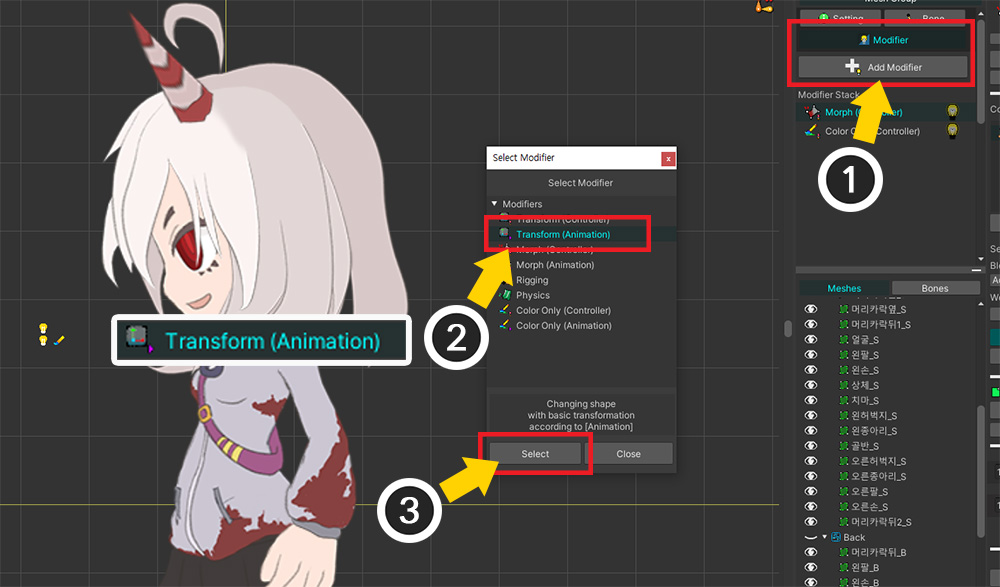 Mesh Group
Setting
Bone
Modifier
Add Modifier
Modifier Stack
Color Only (Controller)
1
Select Modifier
x
Select Modifier
Modifiers
Transform (Controller)
Transform (Animation)
Morph (Controller)
Morph (Animation)
Rigging
Physics
Color Only (Controller)
Color Only (Animation)
Changing shape
with basic transformation
according to [Animation]
Select
Close
2
3
Transform (Animation)
Meshes
Bones
머리카락옆_S
머리카락뒤1_S
얼굴_S
왼팔_S
왼손_S
상체_S
치마_S
왼허벅지_S
왼종아리_S
골반_S
오른허벅지_S
오른종아리_S
오른팔_S
오른손_S
머리카락뒤2_S
Back
머리카락뒤_B
왼팔_B
왼손_B